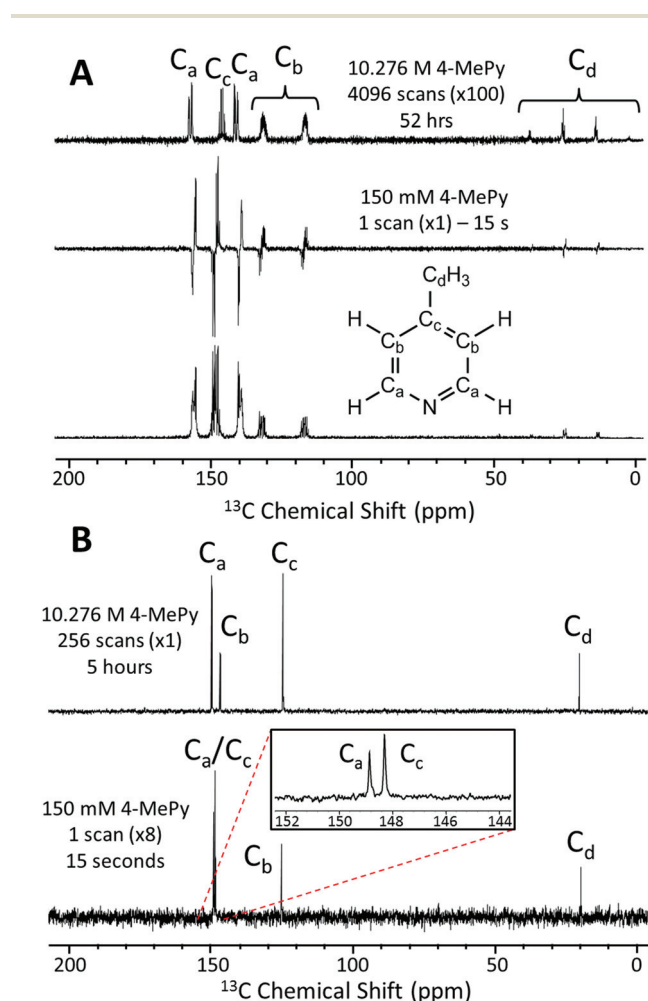 A
Ca Cc Ca Cb Cd
10.276 M 4-MePy
4096 scans (x100)
52 hrs
150 mM 4-MePy
1 scan (x1) – 15 s
CdH3
H Cc H
Cb Cb
Ca Ca
H N H
200 150 100 50 0
13C Chemical Shift (ppm)
B
Ca Cc
10.276 M 4-MePy
256 scans (x1)
5 hours
Cb Cd
Ca/Cc
Ca Cc
152 150 148 146 144
150 mM 4-MePy
1 scan (x8)
15 seconds
Cb Cd
200 150 100 50 0
13C Chemical Shift (ppm)